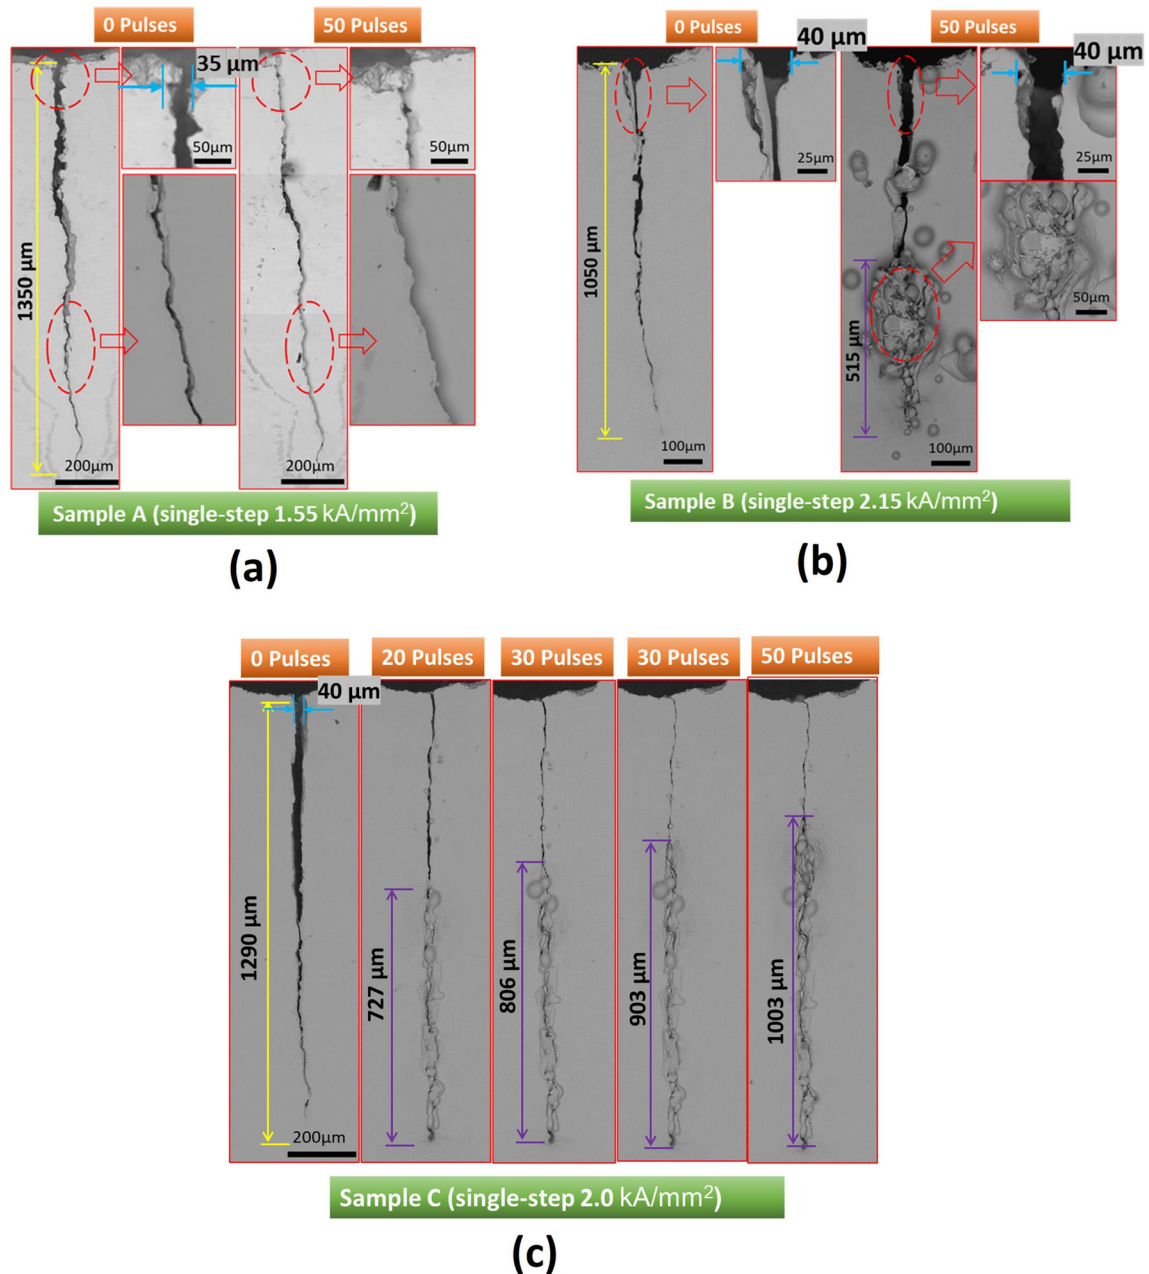 0 Pulses
50 Pulses
35 µm
50µm
50µm
1350 µm
200µm
200µm
Sample A (single-step 1.55 kA/mm²)
(a)
0 Pulses
50 Pulses
40 µm
40 µm
25µm
25µm
1050 µm
515 µm
50µm
100µm
100µm
Sample B (single-step 2.15 kA/mm²)
(b)
0 Pulses
20 Pulses
30 Pulses
30 Pulses
50 Pulses
40 µm
1290 µm
727 µm
806 µm
903 µm
1003 µm
200µm
Sample C (single-step 2.0 kA/mm²)
(c)